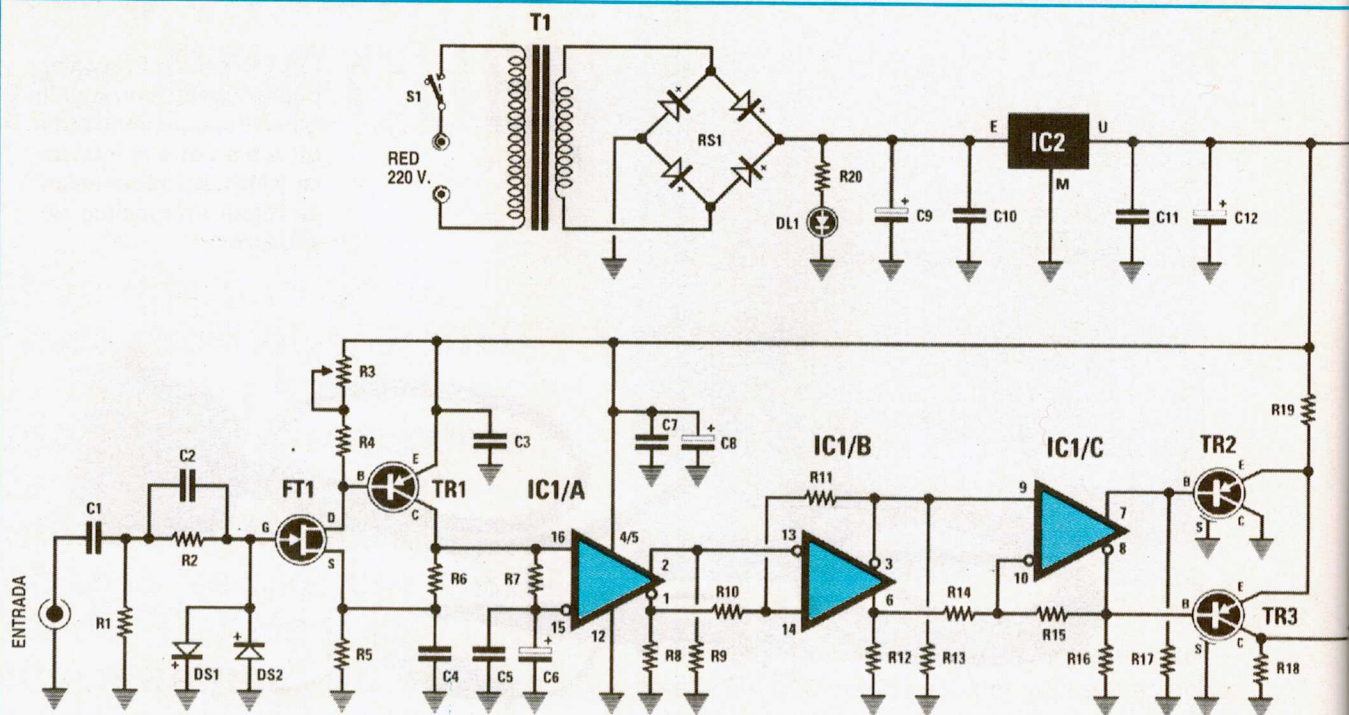 T1
S1
RED
220 V.
RS1
R20
DL1
C9
+
C10
E
IC2
U
M
C11
C12
+
R3
R4
C2
C1
R2
G
FT1
D
S
B
E
C
TR1
C3
R6
R7
R1
DS1
+
DS2
+
R5
C4
C5
C6
+
ENTRADA
IC1/A
16
15
4/5
12
2
1
C7
C8
+
R8
R9
R10
IC1/B
R11
13
14
3
6
R12
R13
R14
IC1/C
9
10
7
8
R15
R16
R17
R19
TR2
B
E
C
S
TR3
B
E
C
S
R18